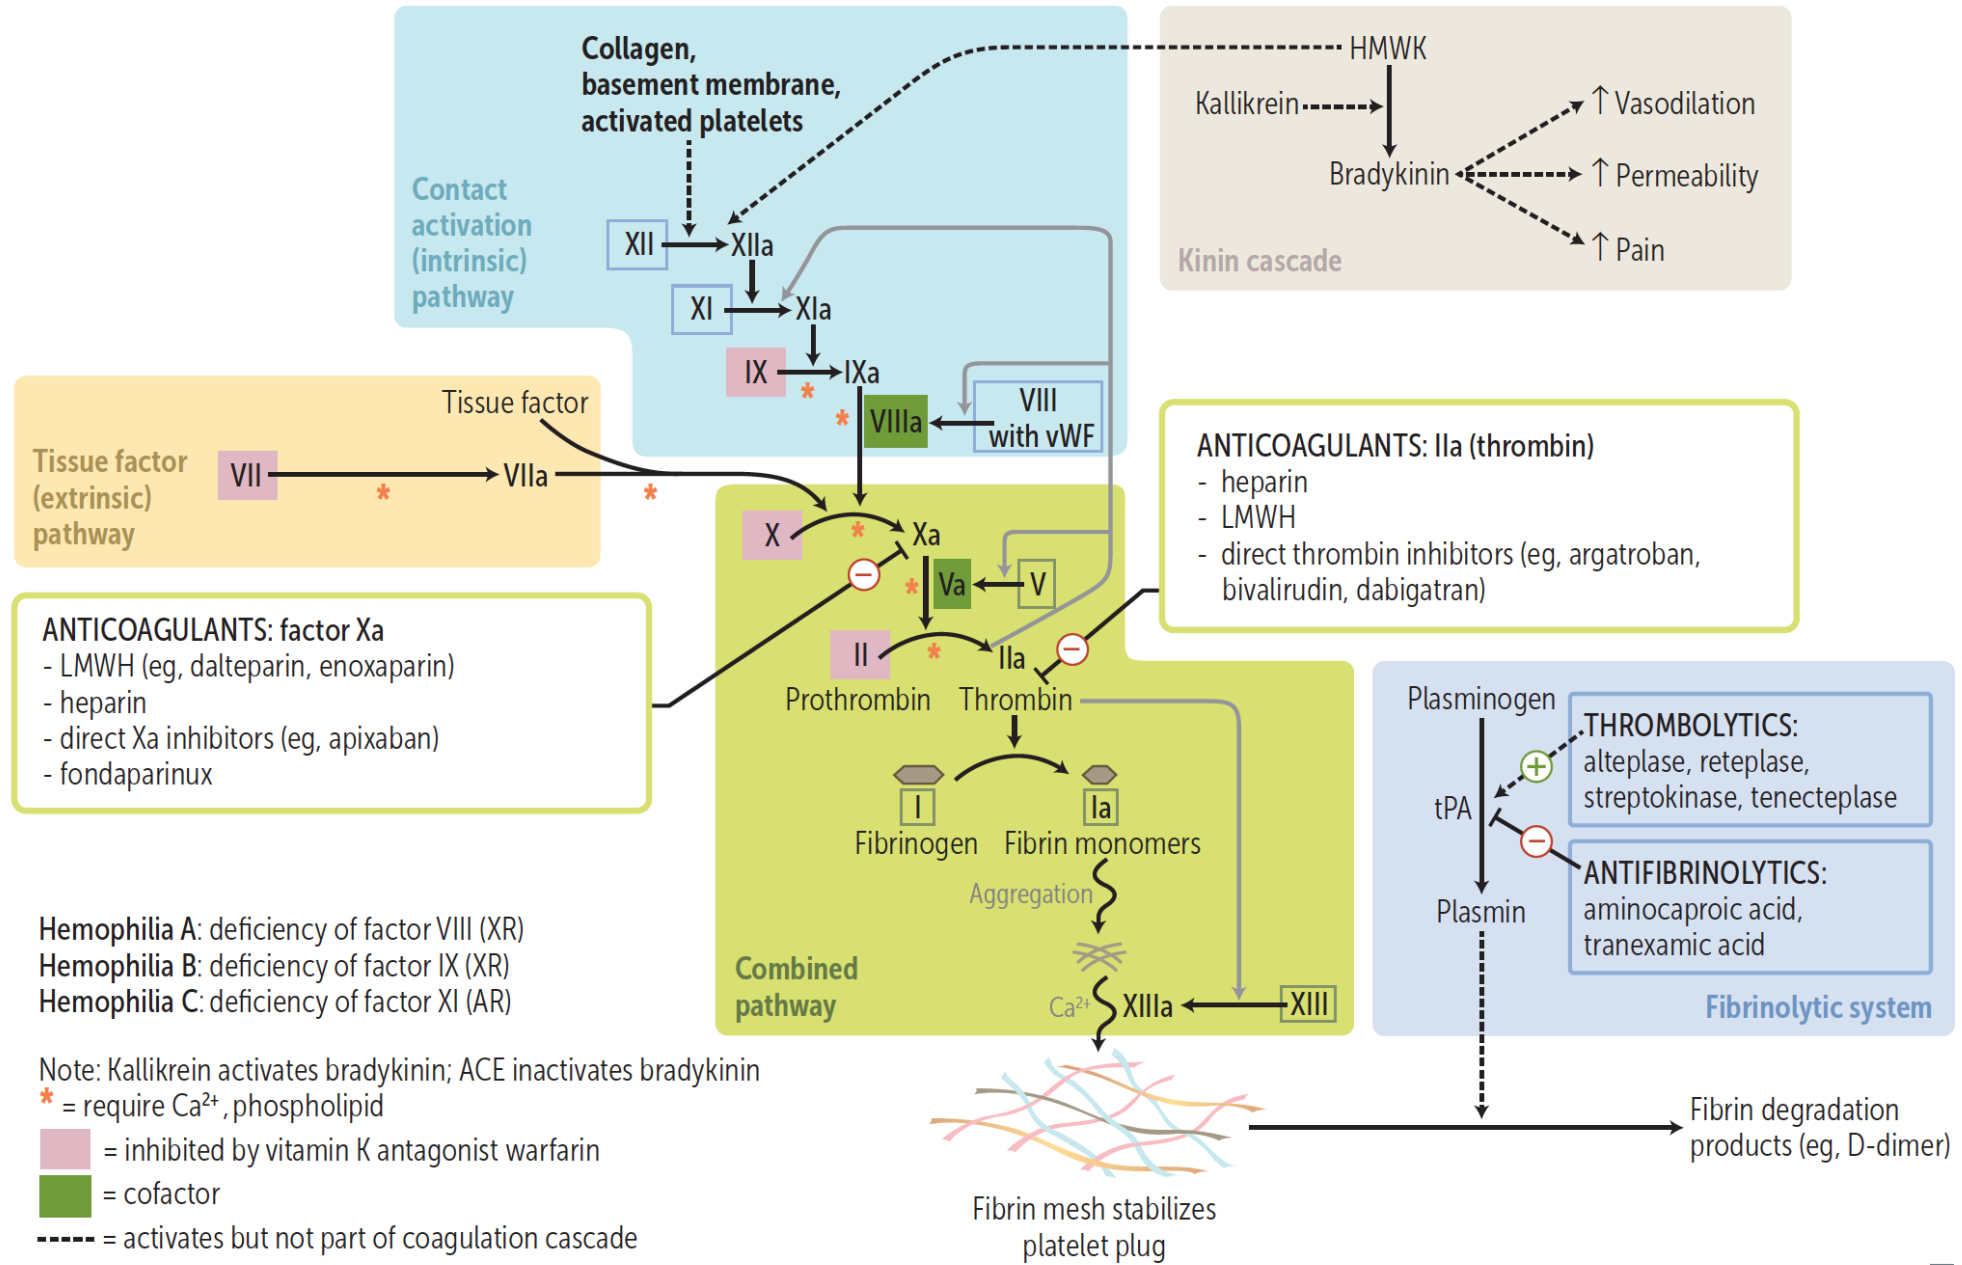 Collagen,
basement membrane,
activated platelets
Contact
activation
(intrinsic)
pathway
XII
XIIa
XI
XIa
IX
*
IXa
*
VIIIa
VIII
with vWF
HMWK
Kallikrein
Bradykinin
↑ Vasodilation
↑ Permeability
↑ Pain
Kinin cascade
Tissue factor
Tissue factor
(extrinsic)
pathway
VII
*
VIIa
*
X
*
Xa
−
*
Va
V
II
*
IIa
−
Prothrombin
Thrombin
I
Fibrinogen
Ia
Fibrin monomers
Aggregation
Ca²⁺
XIIIa
XIII
Combined
pathway
ANTICOAGULANTS: IIa (thrombin)
- heparin
- LMWH
- direct thrombin inhibitors (eg, argatroban,
bivalirudin, dabigatran)
ANTICOAGULANTS: factor Xa
- LMWH (eg, dalteparin, enoxaparin)
- heparin
- direct Xa inhibitors (eg, apixaban)
- fondaparinux
Plasminogen
tPA
Plasmin
+
THROMBOLYTICS:
alteplase, reteplase,
streptokinase, tenecteplase
−
ANTIFIBRINOLYTICS:
aminocaproic acid,
tranexamic acid
Fibrinolytic system
Hemophilia A: deficiency of factor VIII (XR)
Hemophilia B: deficiency of factor IX (XR)
Hemophilia C: deficiency of factor XI (AR)
Note: Kallikrein activates bradykinin; ACE inactivates bradykinin
* = require Ca²⁺, phospholipid
= inhibited by vitamin K antagonist warfarin
= cofactor
= activates but not part of coagulation cascade
Fibrin mesh stabilizes
platelet plug
Fibrin degradation
products (eg, D-dimer)